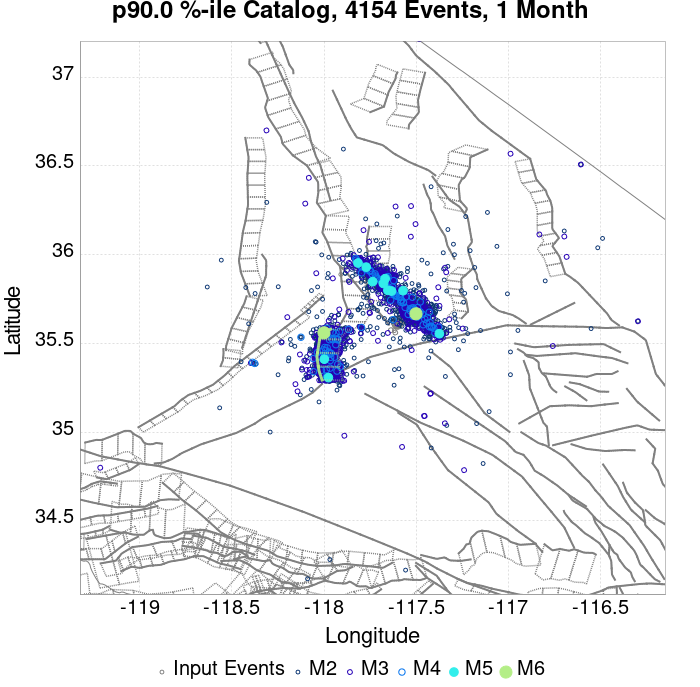 p90.0 %-ile Catalog, 4154 Events, 1 Month
37
36.5
36
35.5
35
34.5
Latitude
-119 -118.5 -118 -117.5 -117 -116.5
Longitude
Input Events M2 M3 M4 M5 M6